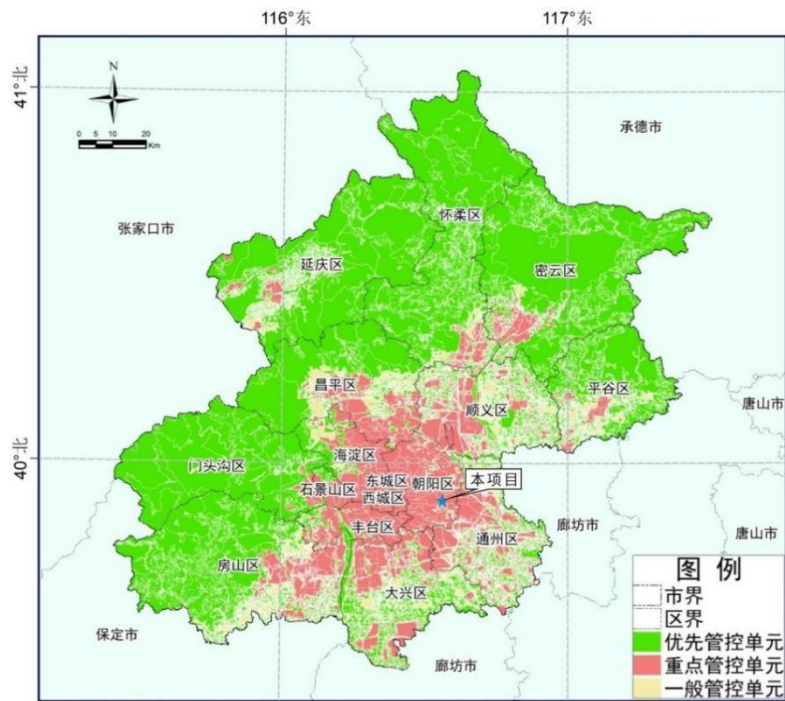 116°东
117°东
41°北
N
0 5 10 20
Km
承德市
张家口市
怀柔区
延庆区
密云区
昌平区
平谷区
顺义区
唐山市
40°北
海淀区
门头沟区
本项目
东城区
朝阳区
石景山区
西城区
廊坊市
唐山市
丰台区
通州区
房山区
大兴区
保定市
廊坊市
图 例
市界
区界
优先管控单元
重点管控单元
一般管控单元